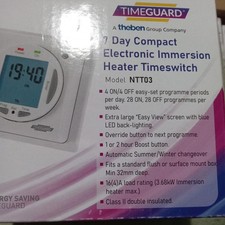 TIMEGUARD®
A theben Group Company
7 Day Compact
Electronic Immersion
Heater Timeswitch
Model: NTT03
4 ON/4 OFF easy-set programme periods
per day. 28 ON, 28 OFF programmes per
week.
Extra large "Easy View" screen with blue
LED back-lighting.
Override button to next programme.
1 or 2 hour Boost button.
Automatic Summer/Winter changeover
Fits a standard flush or surface mount box
Min 32mm deep.
16(4)A load rating (3.66kW Immersion
heater max.)
Class II double insulated.
19:40
RGY SAVING
EGUARD